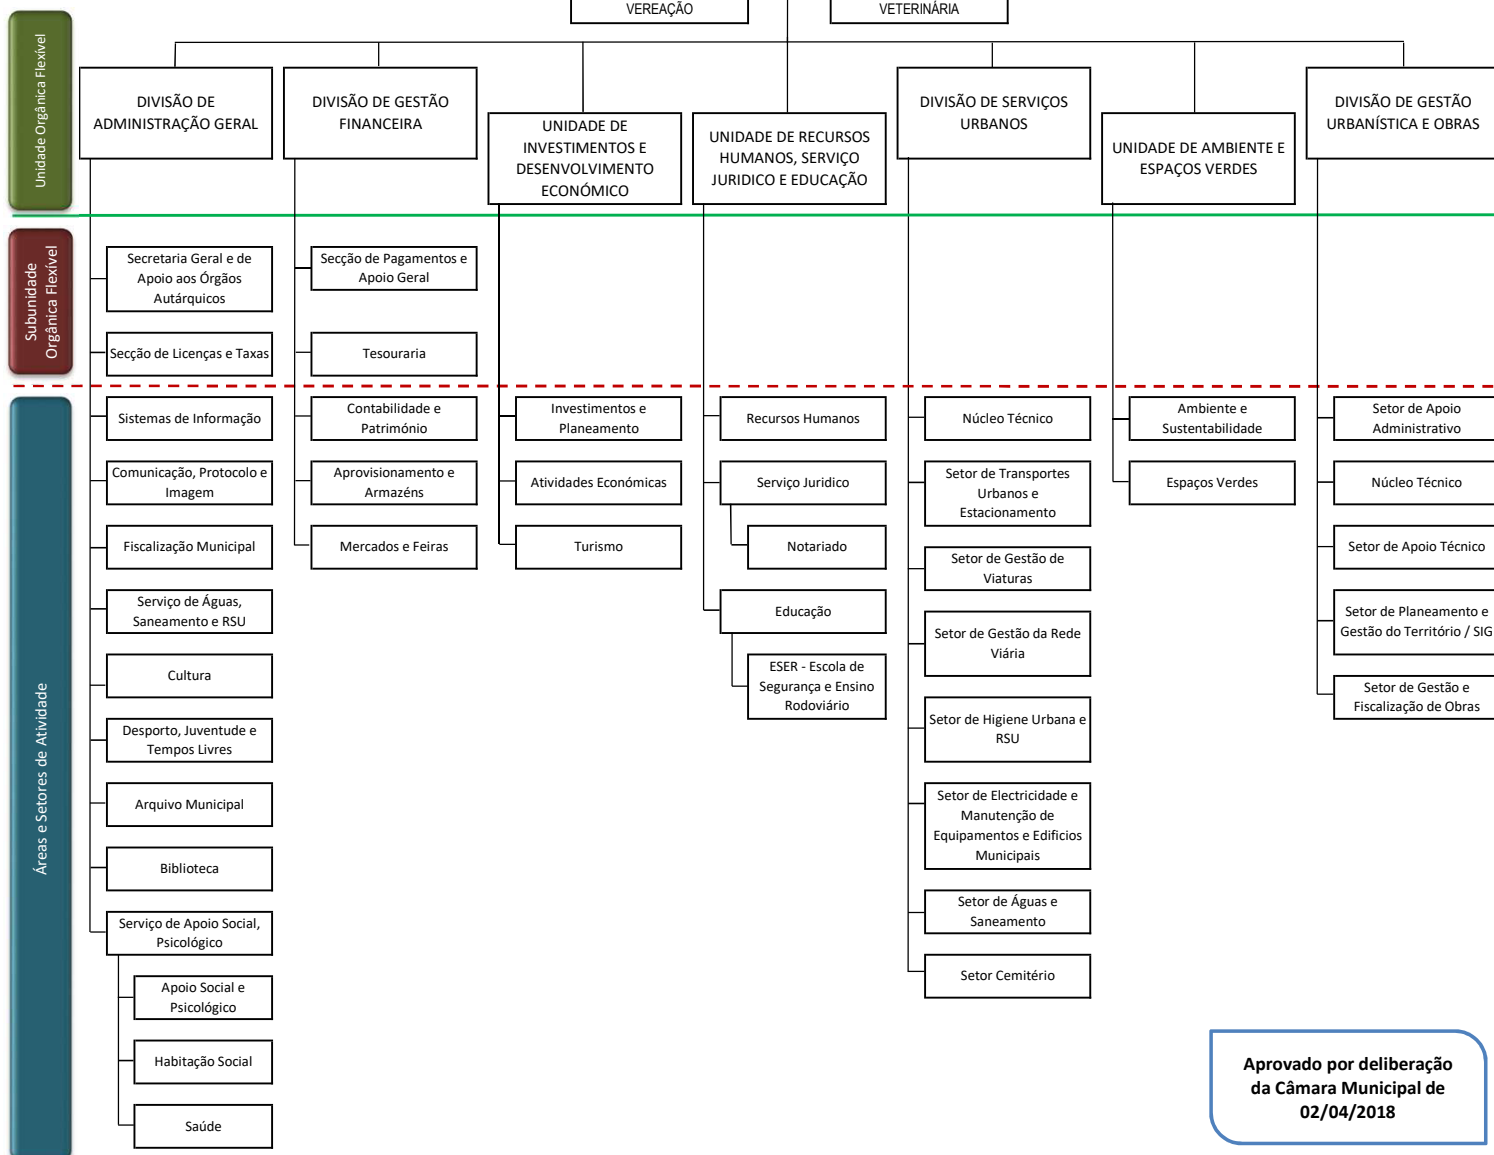 VEREAÇÃO
VETERINÁRIA
Unidade Orgânica Flexível
DIVISÃO DE
ADMINISTRAÇÃO GERAL
DIVISÃO DE GESTÃO
FINANCEIRA
UNIDADE DE
INVESTIMENTOS E
DESENVOLVIMENTO
ECONÓMICO
UNIDADE DE RECURSOS
HUMANOS, SERVIÇO
JURIDICO E EDUCAÇÃO
DIVISÃO DE SERVIÇOS
URBANOS
UNIDADE DE AMBIENTE E
ESPAÇOS VERDES
DIVISÃO DE GESTÃO
URBANÍSTICA E OBRAS
Subunidade
Orgânica Flexível
Secretaria Geral e de
Apoio aos Órgãos
Autárquicos
Secção de Licenças e Taxas
Secção de Pagamentos e
Apoio Geral
Tesouraria
Áreas e Setores de Atividade
Sistemas de Informação
Comunicação, Protocolo e
Imagem
Fiscalização Municipal
Serviço de Águas,
Saneamento e RSU
Cultura
Desporto, Juventude e
Tempos Livres
Arquivo Municipal
Biblioteca
Serviço de Apoio Social,
Psicológico
Apoio Social e
Psicológico
Habitação Social
Saúde
Contabilidade e
Património
Aprovisionamento e
Armazéns
Mercados e Feiras
Investimentos e
Planeamento
Atividades Económicas
Turismo
Recursos Humanos
Serviço Juridico
Notariado
Educação
ESER - Escola de
Segurança e Ensino
Rodoviário
Núcleo Técnico
Setor de Transportes
Urbanos e
Estacionamento
Setor de Gestão de
Viaturas
Setor de Gestão da Rede
Viária
Setor de Higiene Urbana e
RSU
Setor de Electricidade e
Manutenção de
Equipamentos e Edificios
Municipais
Setor de Águas e
Saneamento
Setor Cemitério
Ambiente e
Sustentabilidade
Espaços Verdes
Setor de Apoio
Administrativo
Núcleo Técnico
Setor de Apoio Técnico
Setor de Planeamento e
Gestão do Território / SIG
Setor de Gestão e
Fiscalização de Obras
Aprovado por deliberação
da Câmara Municipal de
02/04/2018